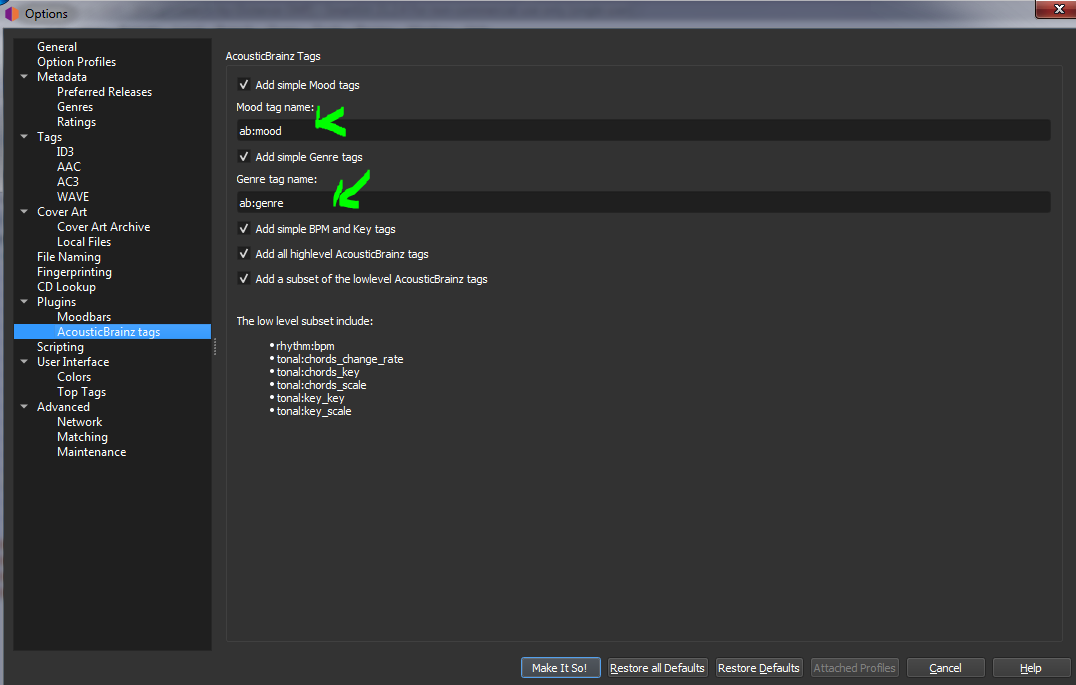 Options
General
Option Profiles
Metadata
Preferred Releases
Genres
Ratings
Tags
ID3
AAC
AC3
WAVE
Cover Art
Cover Art Archive
Local Files
File Naming
Fingerprinting
CD Lookup
Plugins
Moodbars
AcousticBrainz tags
Scripting
User Interface
Colors
Top Tags
Advanced
Network
Matching
Maintenance
AcousticBrainz Tags
Add simple Mood tags
Mood tag name:
ab:mood
Add simple Genre tags
Genre tag name:
ab:genre
Add simple BPM and Key tags
Add all highlevel AcousticBrainz tags
Add a subset of the lowlevel AcousticBrainz tags
The low level subset include:
• rhythm:bpm
• tonal:chords_change_rate
• tonal:chords_key
• tonal:chords_scale
• tonal:key_key
• tonal:key_scale
Make It So! Restore all Defaults Restore Defaults Attached Profiles Cancel Help